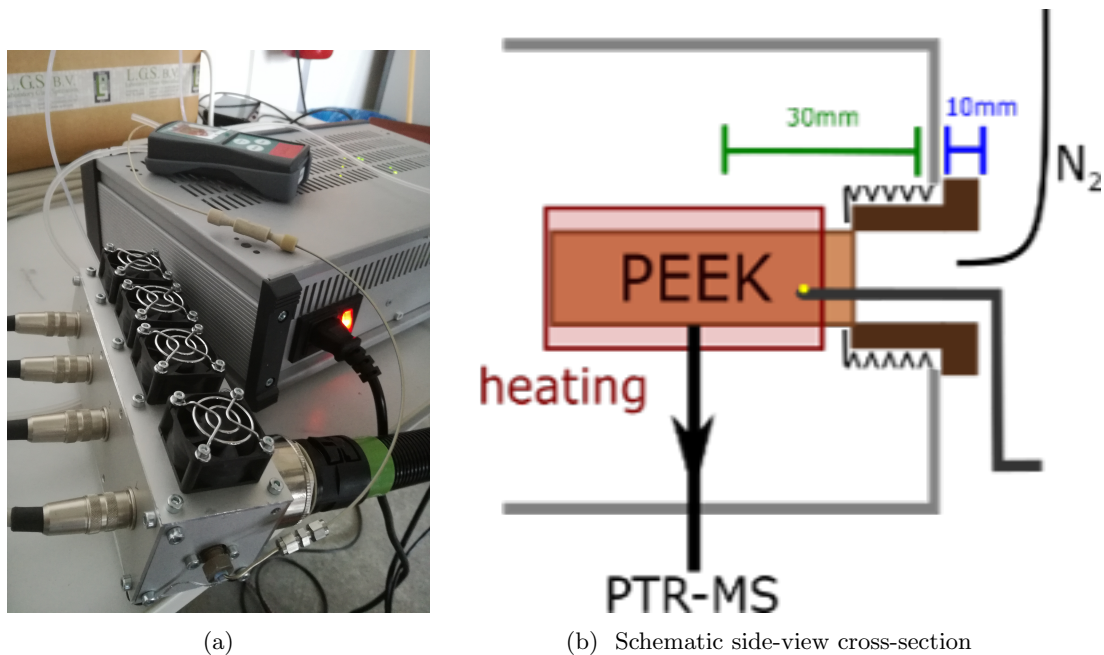 L.G.S. B.V.
L.G.S. B.V.
30mm
10mm
N2
PEEK
heating
PTR-MS
(a)
(b) Schematic side-view cross-section